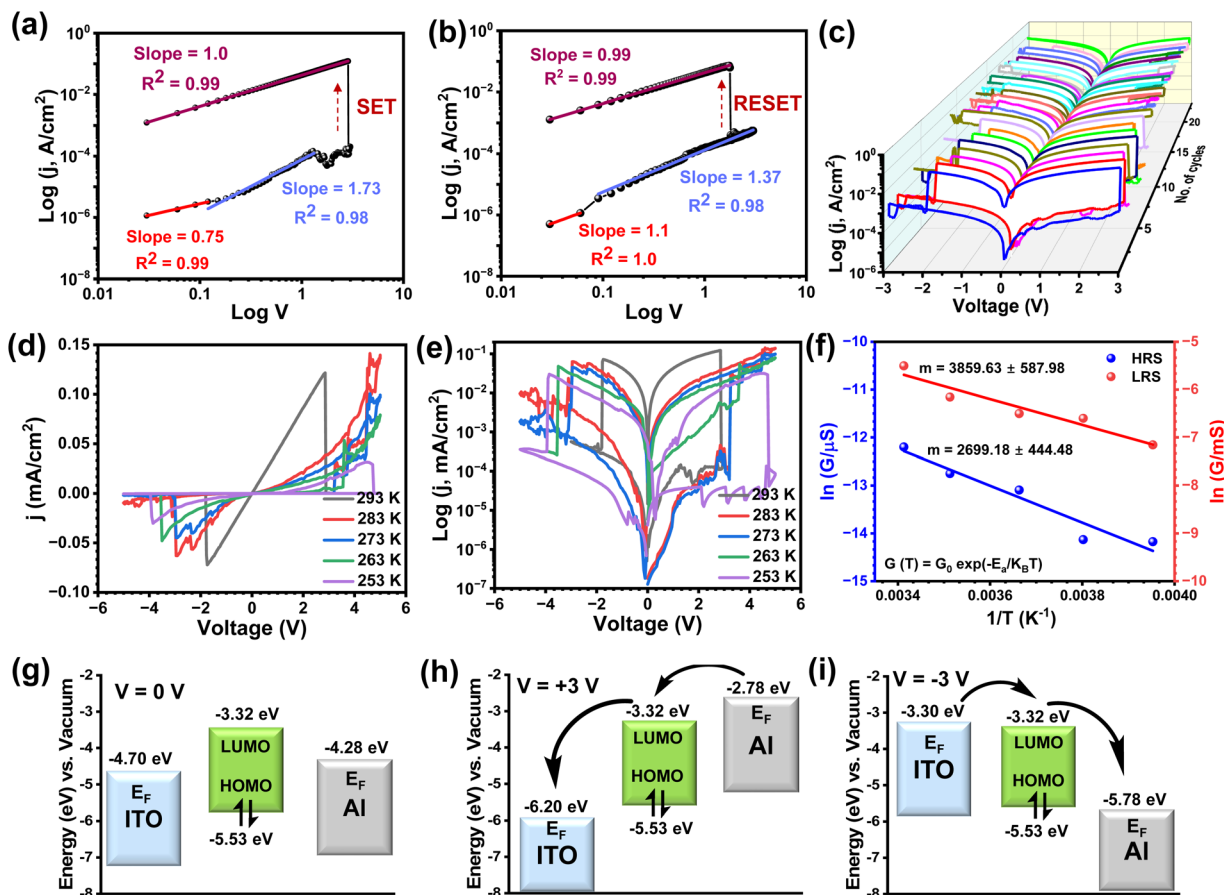 (a)
10⁰
10⁻²
10⁻⁴
10⁻⁶
10⁻⁸
Log (j, A/cm²)
Slope = 1.0
R² = 0.99
SET
Slope = 1.73
R² = 0.98
Slope = 0.75
R² = 0.99
0.01 0.1 1 10
Log V
(b)
10⁰
10⁻²
10⁻⁴
10⁻⁶
10⁻⁸
Log (j, A/cm²)
Slope = 0.99
R² = 0.99
RESET
Slope = 1.37
R² = 0.98
Slope = 1.1
R² = 1.0
0.01 0.1 1 10
Log V
(c)
10⁰
10⁻²
10⁻⁴
10⁻⁶
Log (j, A/cm²)
−3 −2 −1 0 1 2 3
Voltage (V)
5
10
15
20
No. of cycles
(d)
0.15
0.10
0.05
0.00
−0.05
0.10
j (mA/cm²)
293 K
283 K
273 K
263 K
253 K
−6 −4 −2 0 2 4 6
Voltage (V)
(e)
10⁻¹
10⁻²
10⁻³
10⁻⁴
10⁻⁵
10⁻⁶
10⁻⁷
Log (j, mA/cm²)
293 K
283 K
273 K
263 K
253 K
−6 −4 −2 0 2 4 6
Voltage (V)
(f)
−10
−11
−12
−13
−14
−15
ln (G/µS)
HRS
LRS
m = 3859.63 ± 587.98
m = 2699.18 ± 444.48
G (T) = G₀ exp(-Eₐ/K_BT)
−5
−6
−7
−8
−9
−10
ln (G/mS)
0.0034 0.0036 0.0038 0.0040
1/T (K⁻¹)
(g)
−2
−3
−4
−5
−6
−7
−8
Energy (eV) vs. Vacuum
V = 0 V
-3.32 eV
-4.70 eV
-4.28 eV
LUMO
HOMO
E_F
ITO
E_F
Al
-5.53 eV
(h)
−2
−3
−4
−5
−6
−7
−8
Energy (eV) vs. Vacuum
V = +3 V
-2.78 eV
-3.32 eV
LUMO
HOMO
E_F
Al
-6.20 eV
-5.53 eV
E_F
ITO
(i)
−2
−3
−4
−5
−6
−7
−8
Energy (eV) vs. Vacuum
V = -3 V
-3.30 eV
-3.32 eV
E_F
ITO
LUMO
HOMO
-5.53 eV
-5.78 eV
E_F
Al